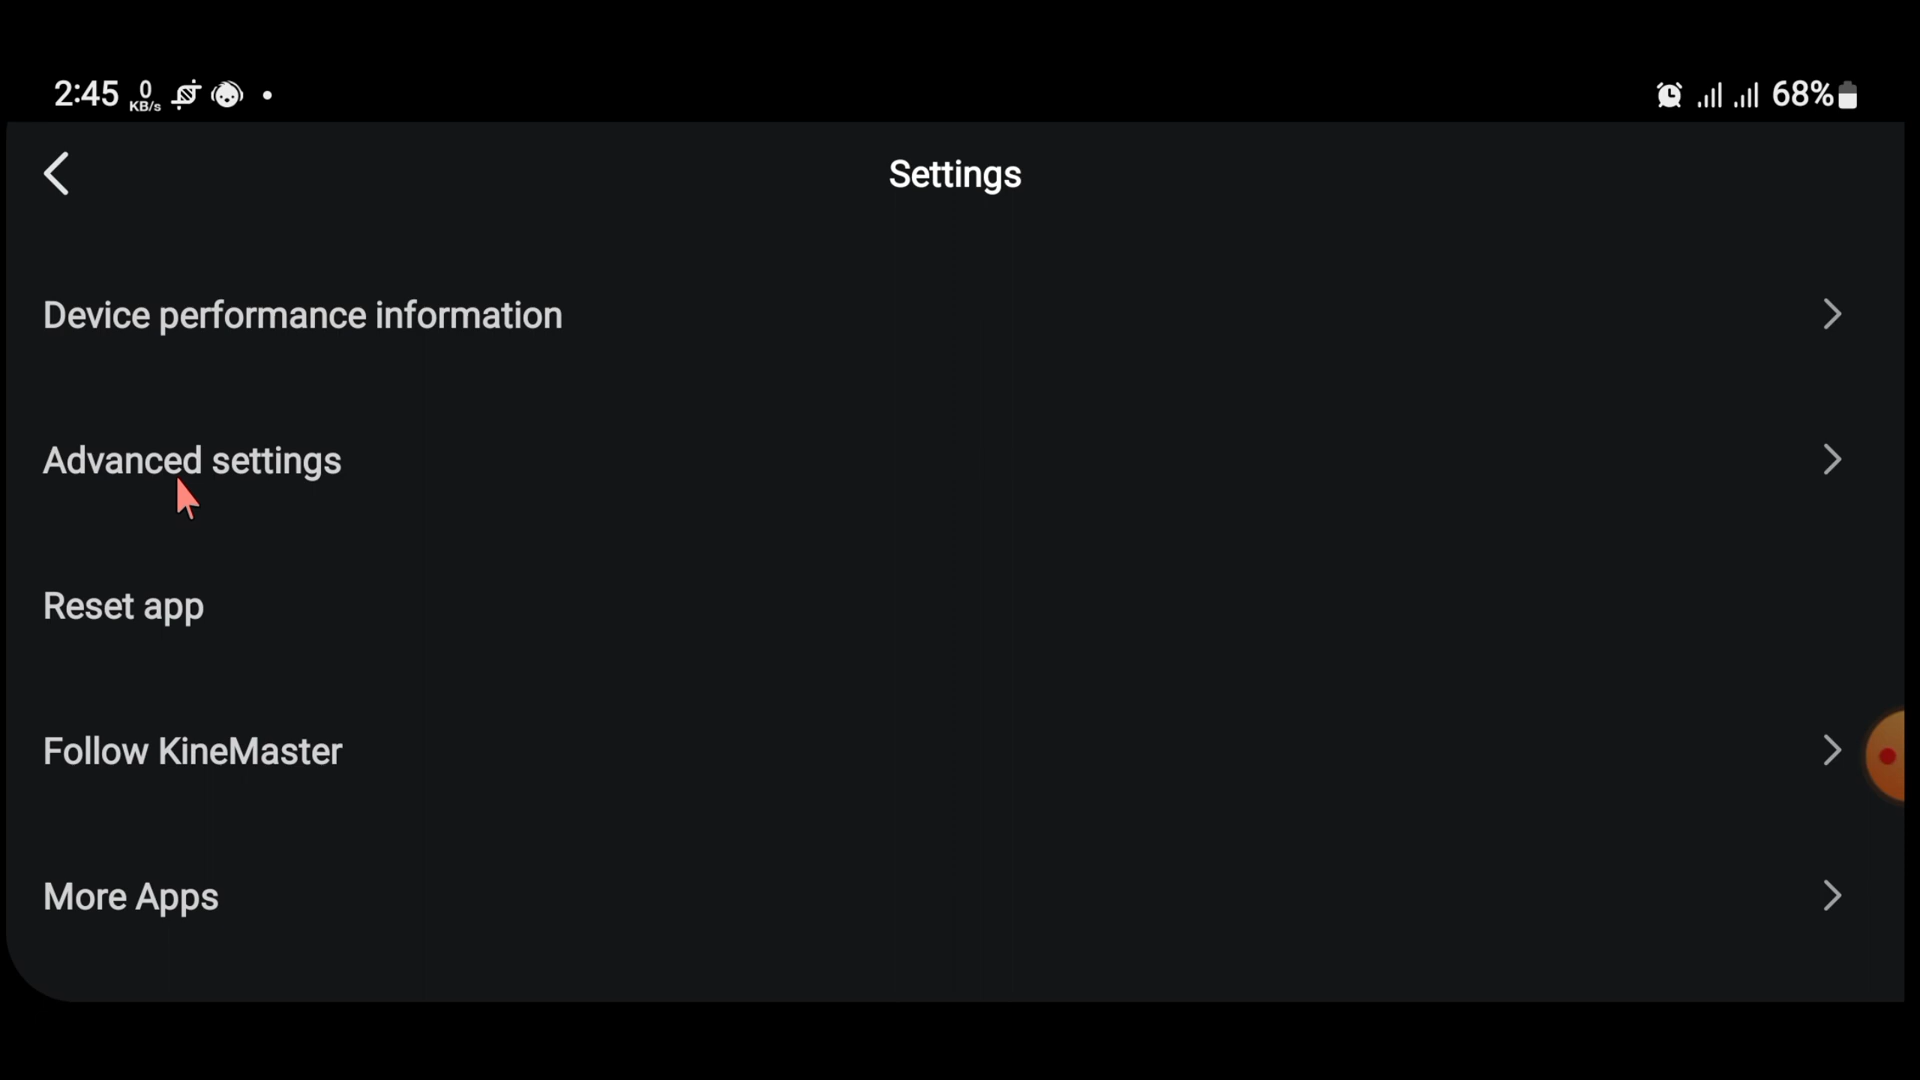 2:45 0 KB/s 68%
Settings
Device performance information
Advanced settings
Reset app
Follow KineMaster
More Apps